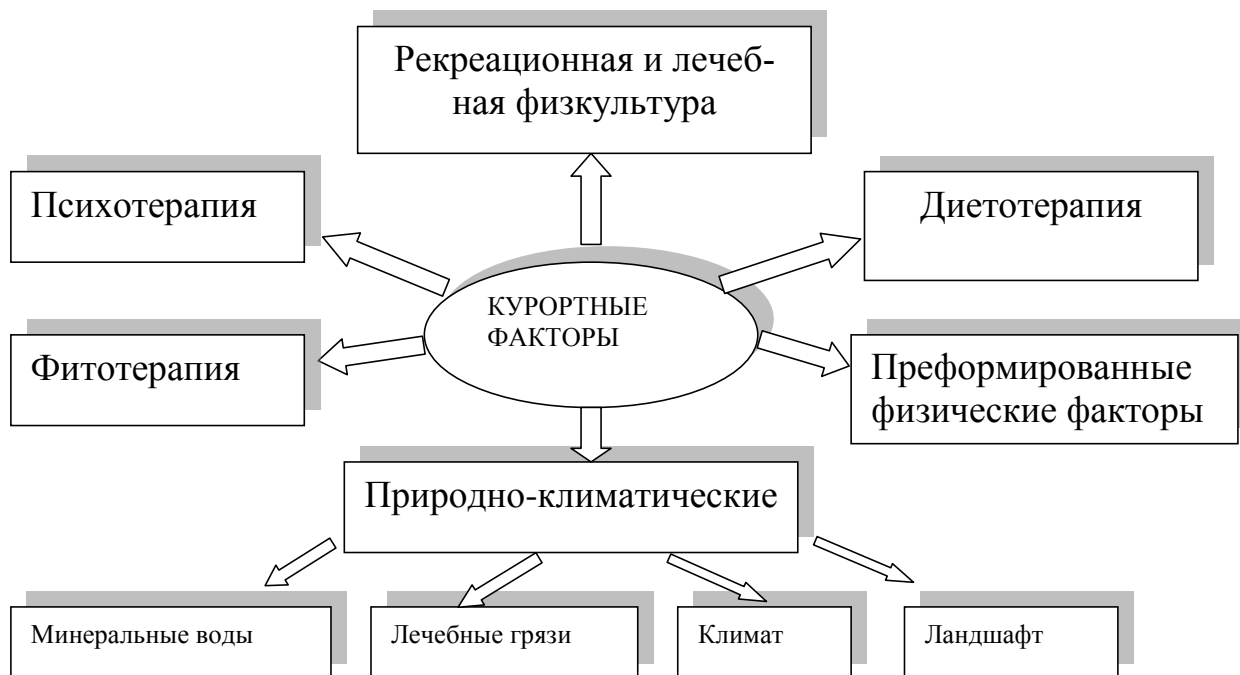 Рекреационная и лечеб-
ная физкультура
Психотерапия
Диетотерапия
КУРОРТНЫЕ
ФАКТОРЫ
Фитотерапия
Преформированные
физические факторы
Природно-климатические
Минеральные воды
Лечебные грязи
Климат
Ландшафт